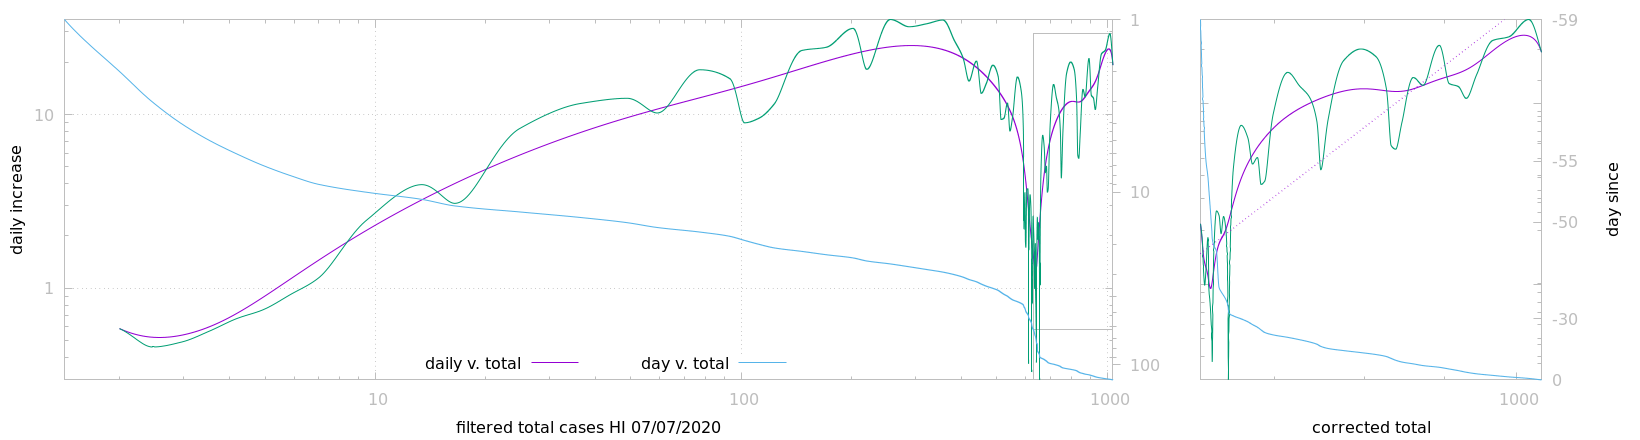 daily increase
10
1
daily v. total
day v. total
10
100
1000
filtered total cases HI 07/07/2020
1
10
100
-59
-55
-50
-30
0
day since
1000
corrected total